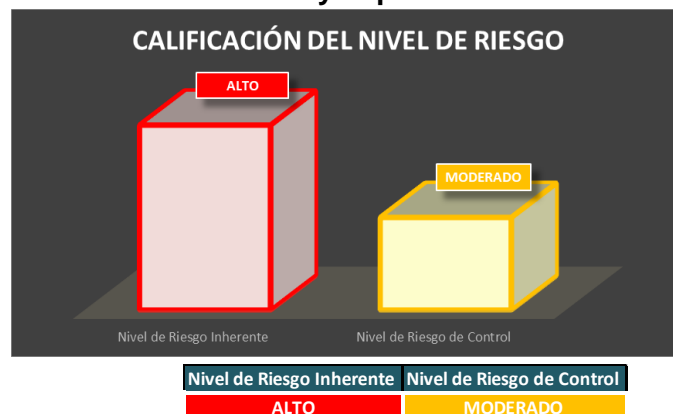 CALIFICACIÓN DEL NIVEL DE RIESGO
ALTO
MODERADO
Nivel de Riesgo Inherente Nivel de Riesgo de Control
Nivel de Riesgo Inherente Nivel de Riesgo de Control
ALTO MODERADO